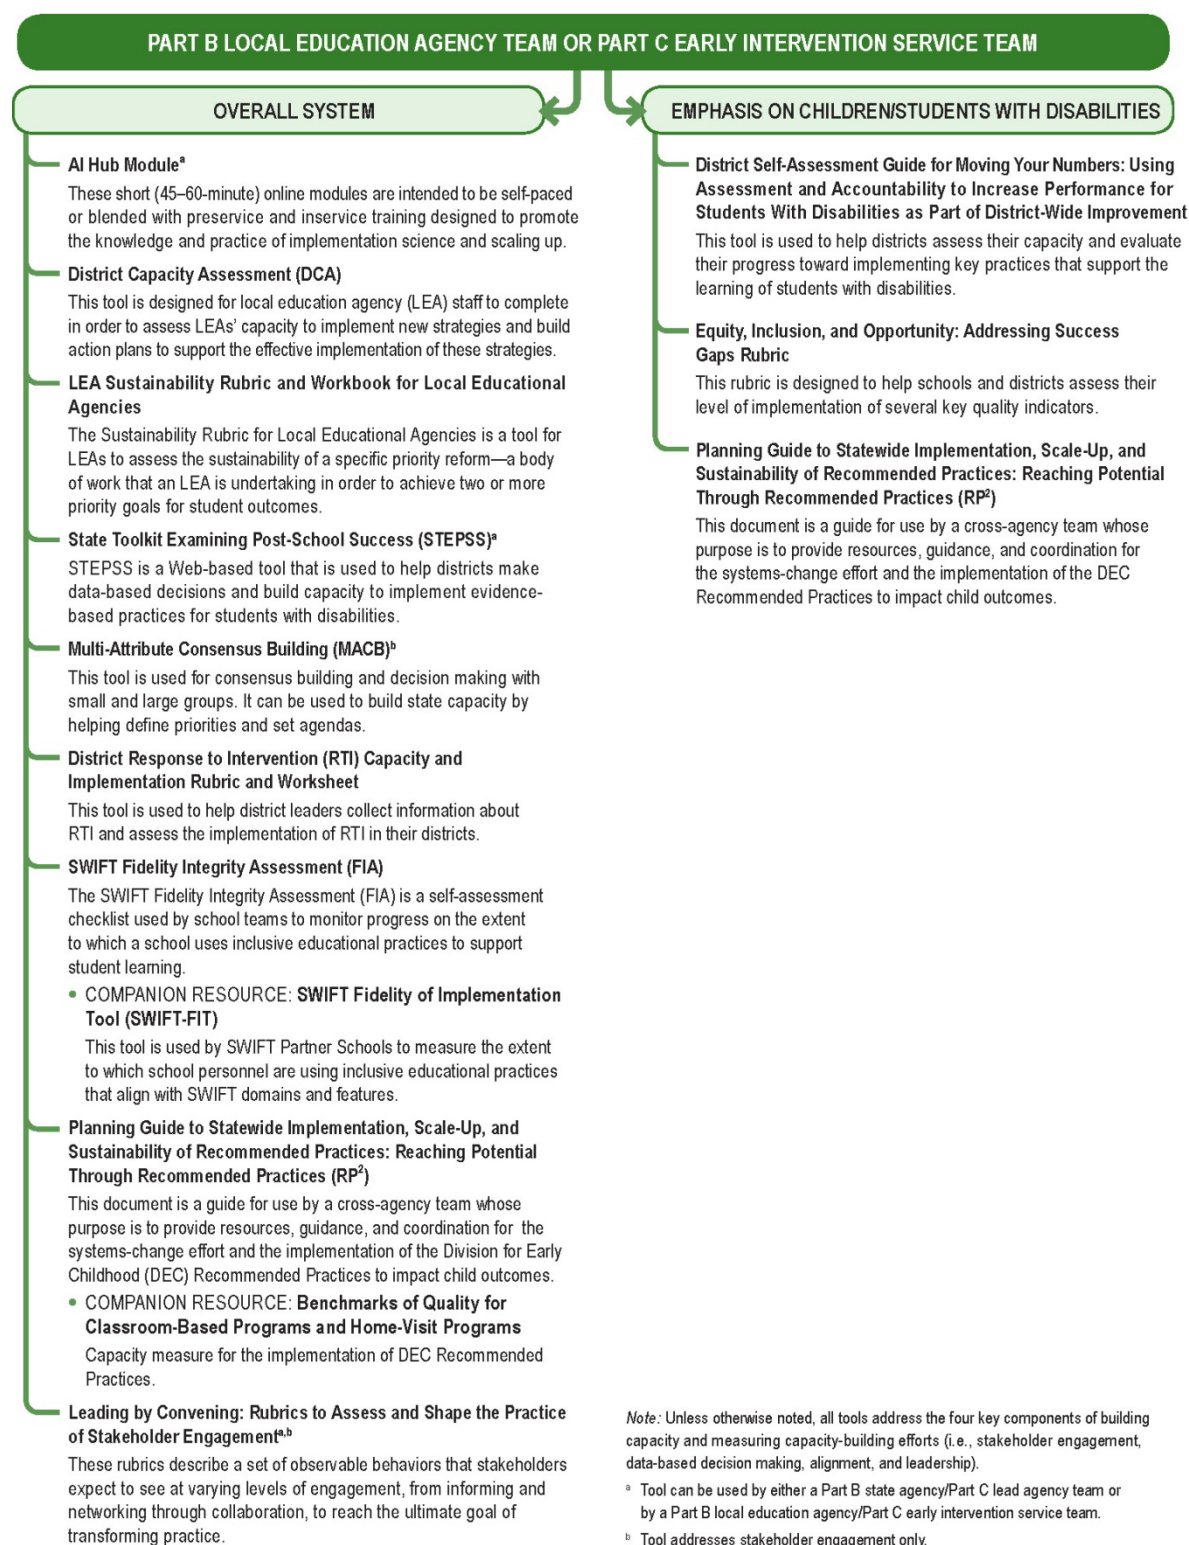 PART B LOCAL EDUCATION AGENCY TEAM OR PART C EARLY INTERVENTION SERVICE TEAM
OVERALL SYSTEM
AI Hub Moduleª
These short (45–60-minute) online modules are intended to be self-paced
or blended with preservice and inservice training designed to promote
the knowledge and practice of implementation science and scaling up.
District Capacity Assessment (DCA)
This tool is designed for local education agency (LEA) staff to complete
in order to assess LEAs’ capacity to implement new strategies and build
action plans to support the effective implementation of these strategies.
LEA Sustainability Rubric and Workbook for Local Educational
Agencies
The Sustainability Rubric for Local Educational Agencies is a tool for
LEAs to assess the sustainability of a specific priority reform—a body
of work that an LEA is undertaking in order to achieve two or more
priority goals for student outcomes.
State Toolkit Examining Post-School Success (STEPSS)ª
STEPSS is a Web-based tool that is used to help districts make
data-based decisions and build capacity to implement evidence-
based practices for students with disabilities.
Multi-Attribute Consensus Building (MACB)ᵇ
This tool is used for consensus building and decision making with
small and large groups. It can be used to build state capacity by
helping define priorities and set agendas.
District Response to Intervention (RTI) Capacity and
Implementation Rubric and Worksheet
This tool is used to help district leaders collect information about
RTI and assess the implementation of RTI in their districts.
SWIFT Fidelity Integrity Assessment (FIA)
The SWIFT Fidelity Integrity Assessment (FIA) is a self-assessment
checklist used by school teams to monitor progress on the extent
to which a school uses inclusive educational practices to support
student learning.
• COMPANION RESOURCE: SWIFT Fidelity of Implementation
Tool (SWIFT-FIT)
This tool is used by SWIFT Partner Schools to measure the extent
to which school personnel are using inclusive educational practices
that align with SWIFT domains and features.
Planning Guide to Statewide Implementation, Scale-Up, and
Sustainability of Recommended Practices: Reaching Potential
Through Recommended Practices (RP²)
This document is a guide for use by a cross-agency team whose
purpose is to provide resources, guidance, and coordination for the
systems-change effort and the implementation of the Division for Early
Childhood (DEC) Recommended Practices to impact child outcomes.
• COMPANION RESOURCE: Benchmarks of Quality for
Classroom-Based Programs and Home-Visit Programs
Capacity measure for the implementation of DEC Recommended
Practices.
Leading by Convening: Rubrics to Assess and Shape the Practice
of Stakeholder Engagementª,ᵇ
These rubrics describe a set of observable behaviors that stakeholders
expect to see at varying levels of engagement, from informing and
networking through collaboration, to reach the ultimate goal of
transforming practice.
EMPHASIS ON CHILDREN/STUDENTS WITH DISABILITIES
District Self-Assessment Guide for Moving Your Numbers: Using
Assessment and Accountability to Increase Performance for
Students With Disabilities as Part of District-Wide Improvement
This tool is used to help districts assess their capacity and evaluate
their progress toward implementing key practices that support the
learning of students with disabilities.
Equity, Inclusion, and Opportunity: Addressing Success
Gaps Rubric
This rubric is designed to help schools and districts assess their
level of implementation of several key quality indicators.
Planning Guide to Statewide Implementation, Scale-Up, and
Sustainability of Recommended Practices: Reaching Potential
Through Recommended Practices (RP²)
This document is a guide for use by a cross-agency team whose
purpose is to provide resources, guidance, and coordination for
the systems-change effort and the implementation of the DEC
Recommended Practices to impact child outcomes.
Note: Unless otherwise noted, all tools address the four key components of building
capacity and measuring capacity-building efforts (i.e., stakeholder engagement,
data-based decision making, alignment, and leadership).
ª Tool can be used by either a Part B state agency/Part C lead agency team or
by a Part B local education agency/Part C early intervention service team.
ᵇ Tool addresses stakeholder engagement only.